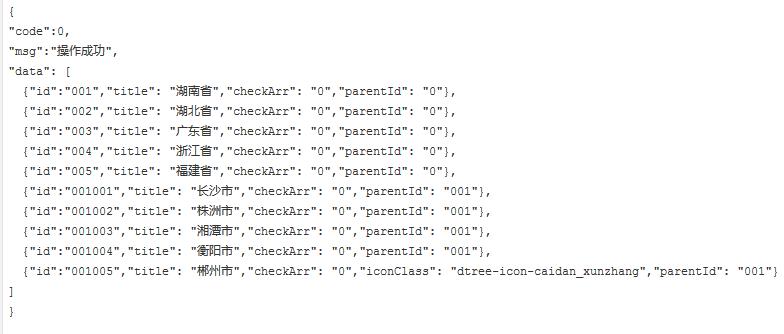 {
"code":0,
"msg":"操作成功",
"data": [
{"id":"001","title": "湖南省","checkArr": "0","parentId": "0"},
{"id":"002","title": "湖北省","checkArr": "0","parentId": "0"},
{"id":"003","title": "广东省","checkArr": "0","parentId": "0"},
{"id":"004","title": "浙江省","checkArr": "0","parentId": "0"},
{"id":"005","title": "福建省","checkArr": "0","parentId": "0"},
{"id":"001001","title": "长沙市","checkArr": "0","parentId": "001"},
{"id":"001002","title": "株洲市","checkArr": "0","parentId": "001"},
{"id":"001003","title": "湘潭市","checkArr": "0","parentId": "001"},
{"id":"001004","title": "衡阳市","checkArr": "0","parentId": "001"},
{"id":"001005","title": "郴州市","checkArr": "0","iconClass": "dtree-icon-caidan_xunzhang","parentId": "001"}
]
}